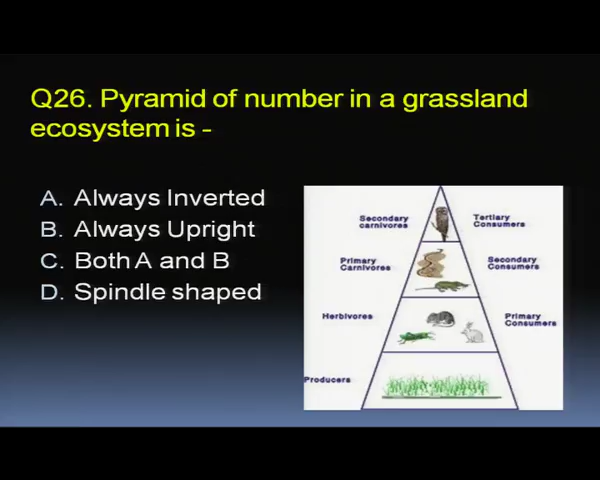 Q26. Pyramid of number in a grassland
ecosystem is -
A. Always Inverted
B. Always Upright
C. Both A and B
D. Spindle shaped
Secondary
carnivores
Tertiary
Consumers
Primary
Carnivores
Secondary
Consumers
Herbivores
Primary
Consumers
Producers